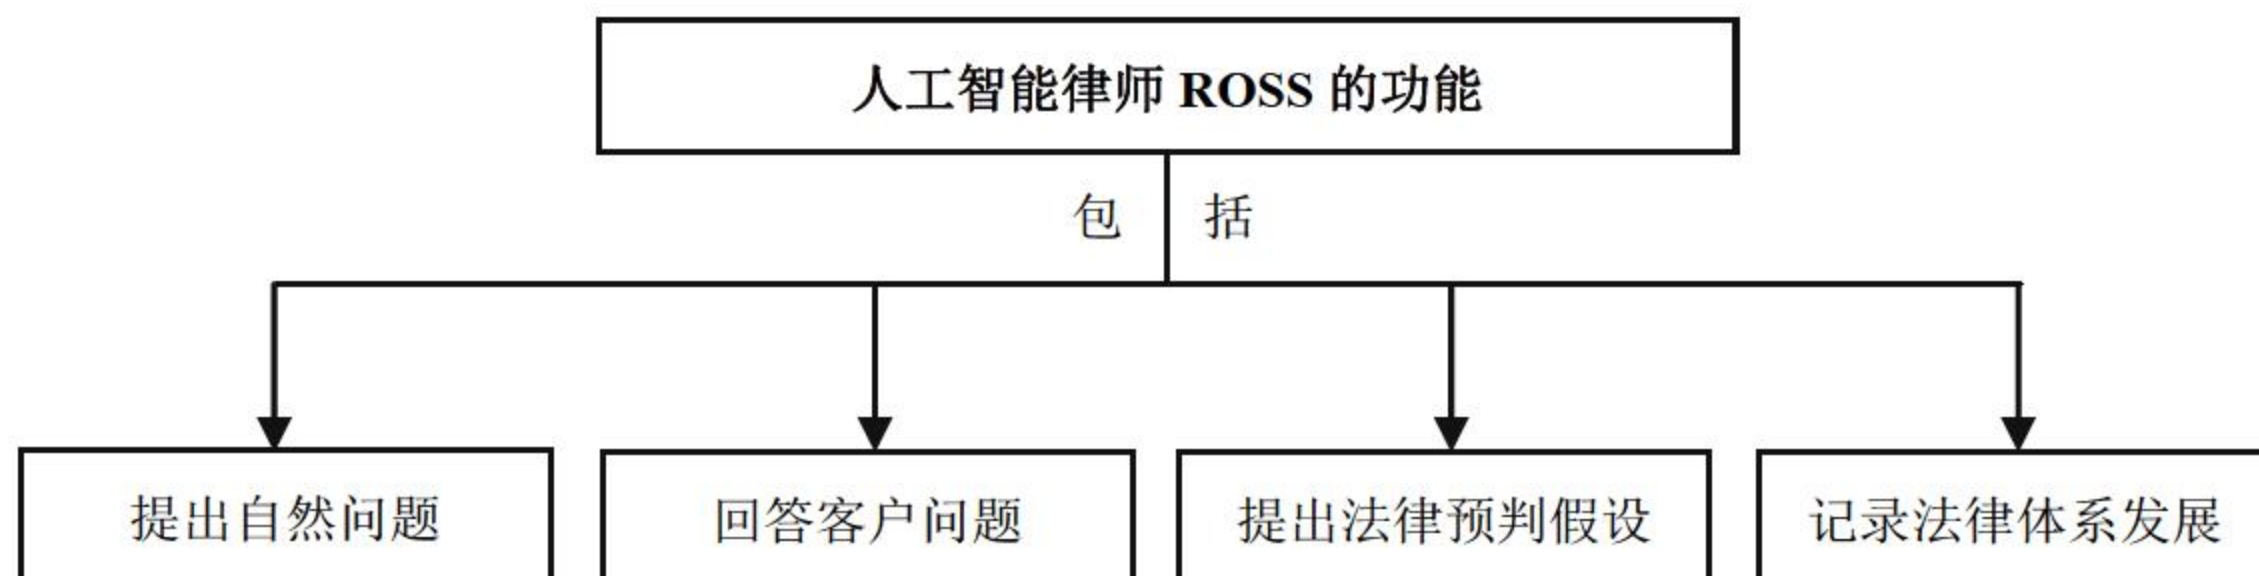 人工智能律师 ROSS 的功能
包 括
提出自然问题
回答客户问题
提出法律预判假设
记录法律体系发展